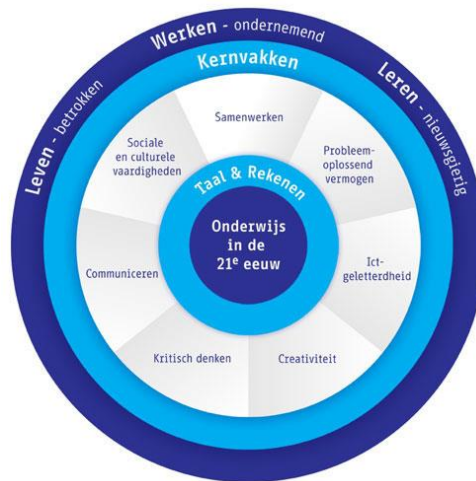 Werken - ondernemend
Leven - betrokken
Leren - nieuwsgierig
Kernvakken
Samenwerken
Probleem-
oplossend
vermogen
Ict-
geletterdheid
Creativiteit
Kritisch denken
Communiceren
Sociale
en culturele
vaardigheden
Taal & Rekenen
Onderwijs
in de
21e eeuw